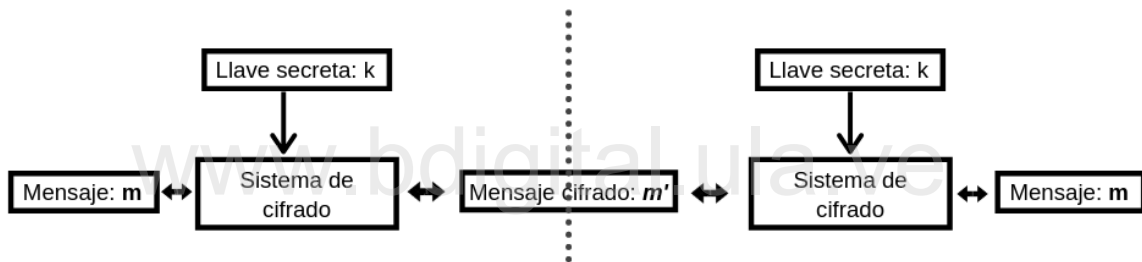 Llave secreta: k
Llave secreta: k
www.bdigital.ula.ve
Mensaje: m
Sistema de
cifrado
Mensaje cifrado: m'
Sistema de
cifrado
Mensaje: m